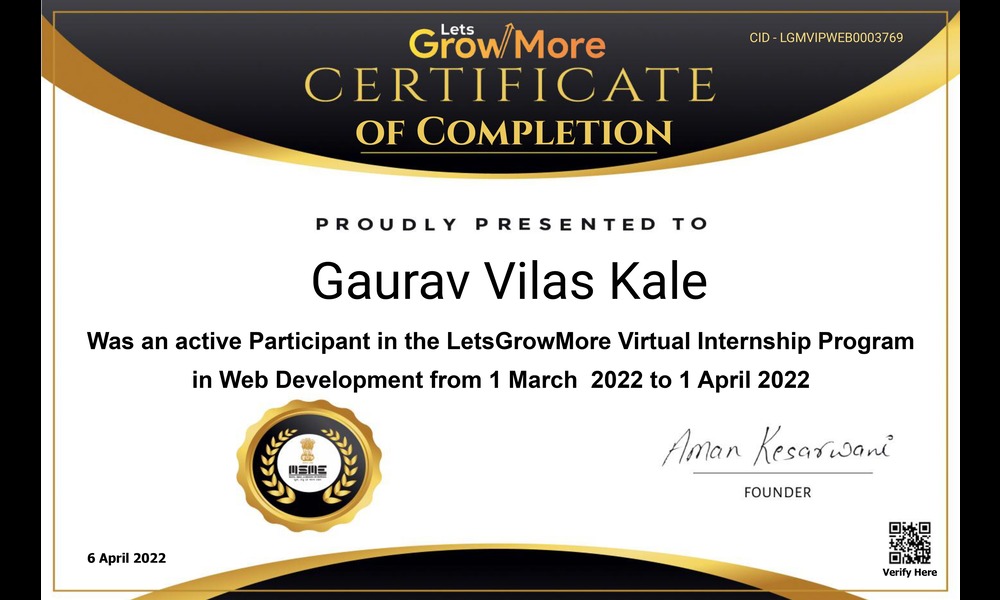 Lets
GrowMore
CID - LGMVIPWEB0003769
CERTIFICATE
OF COMPLETION
PROUDLY PRESENTED TO
Gaurav Vilas Kale
Was an active Participant in the LetsGrowMore Virtual Internship Program
in Web Development from 1 March 2022 to 1 April 2022
MSME
Aman Kesarwani
FOUNDER
6 April 2022
Verify Here